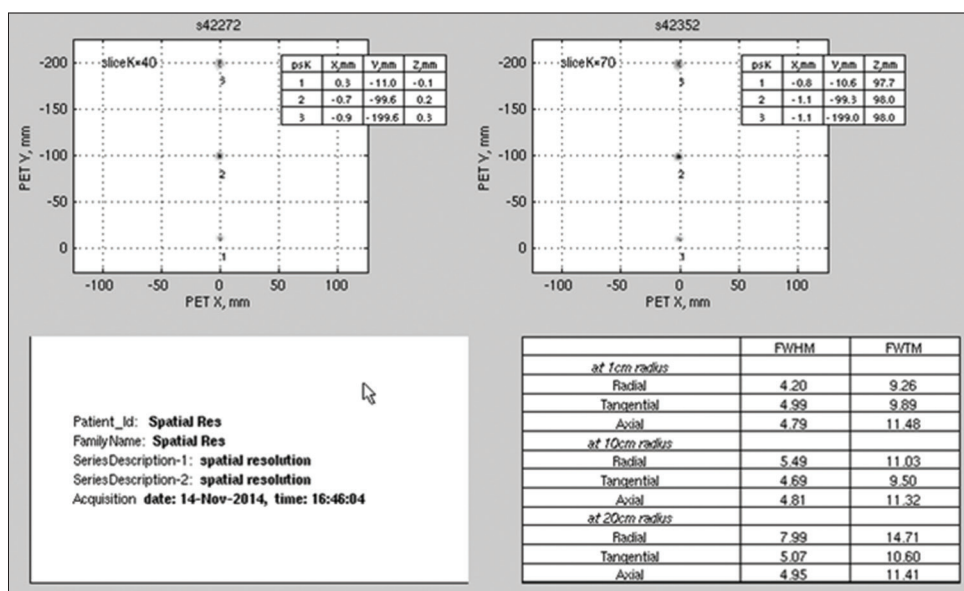 s42272
sliceK=40
-200
-150
-100
-50
0
-100 -50 0 50 100
PET Y, mm
PET X, mm
3
2
1
psK X,mm Y,mm Z,mm
1 0.3 -11.0 -0.1
2 -0.7 -99.6 0.2
3 -0.9 -199.6 0.3
s42352
sliceK=70
-200
-150
-100
-50
0
-100 -50 0 50 100
PET Y, mm
PET X, mm
3
2
1
psK X,mm Y,mm Z,mm
1 -0.8 -10.6 97.7
2 -1.1 -99.3 98.0
3 -1.1 -199.0 98.0
Patient_Id: Spatial Res
FamilyName: Spatial Res
SeriesDescription-1: spatial resolution
SeriesDescription-2: spatial resolution
Acquisition date: 14-Nov-2014, time: 16:46:04
FWHM FWTM
at 1cm radius
Radial 4.20 9.26
Tangential 4.99 9.89
Axial 4.79 11.48
at 10cm radius
Radial 5.49 11.03
Tangential 4.69 9.50
Axial 4.81 11.32
at 20cm radius
Radial 7.99 14.71
Tangential 5.07 10.60
Axial 4.95 11.41